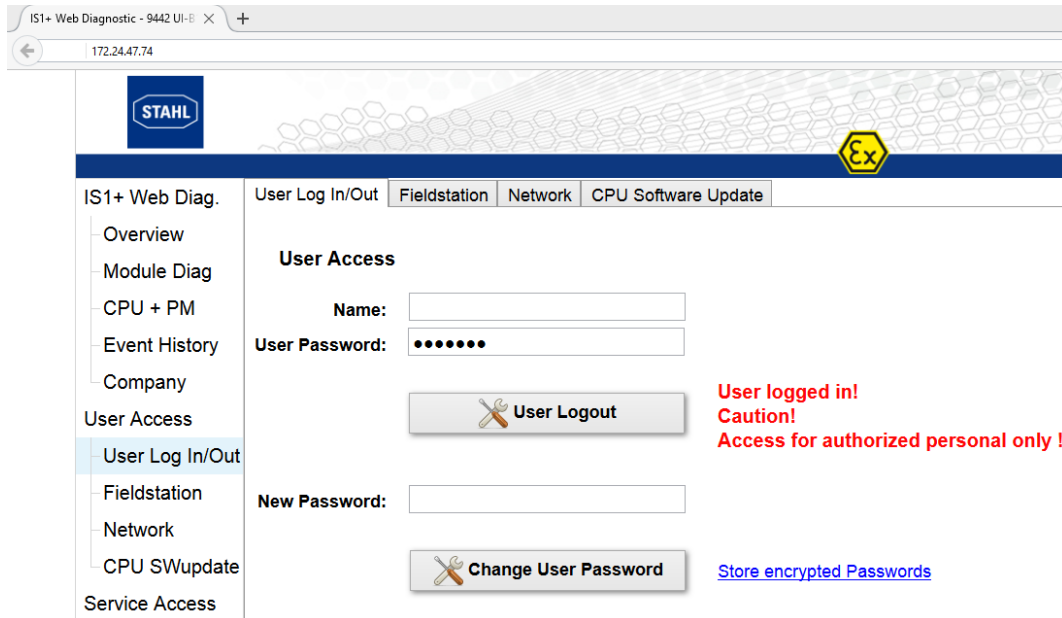 IS1+ Web Diagnostic - 9442 UI-B
172.24.47.74
STAHL
Ex
User Log In/Out Fieldstation Network CPU Software Update
IS1+ Web Diag.
Overview
Module Diag
CPU + PM
Event History
Company
User Access
User Log In/Out
Fieldstation
Network
CPU SWupdate
Service Access
User Access
Name:
User Password:
User Logout
User logged in!
Caution!
Access for authorized personal only !
New Password:
Change User Password
Store encrypted Passwords